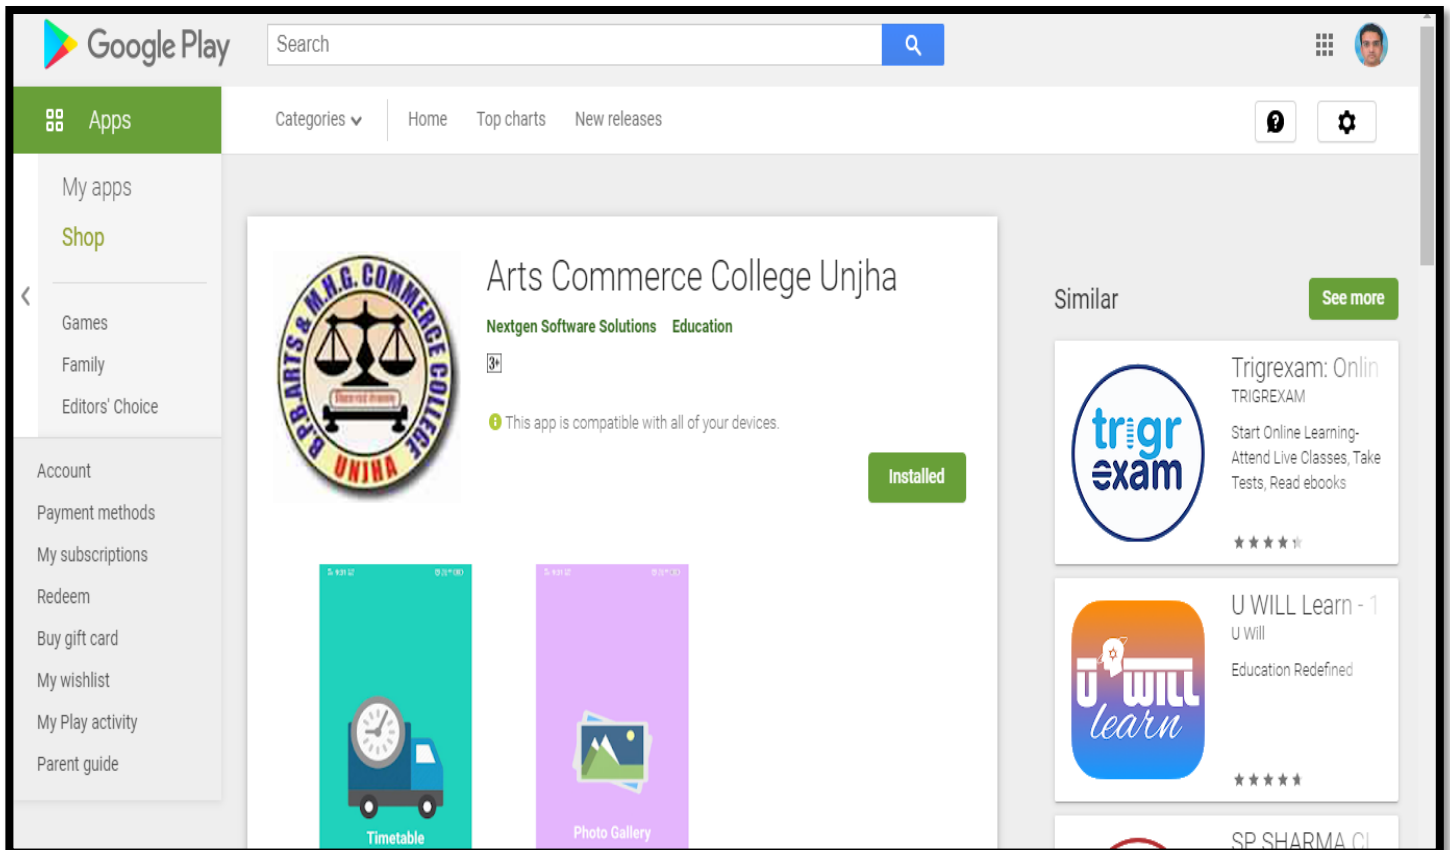 Google Play
Search
Apps
Categories
Home
Top charts
New releases
My apps
Shop
Games
Family
Editors' Choice
Account
Payment methods
My subscriptions
Redeem
Buy gift card
My wishlist
My Play activity
Parent guide
B.P.B.ARTS & M.H.G.COMMERCE COLLEGE
UNJHA
Arts Commerce College Unjha
Nextgen Software Solutions Education
3+
This app is compatible with all of your devices.
Installed
Timetable
Photo Gallery
Similar
See more
trigr
exam
Trigrexam: Onlin
TRIGREXAM
Start Online Learning-
Attend Live Classes, Take
Tests, Read ebooks
U WILL
learn
U WILL Learn - 1
U Will
Education Redefined
SP SHARMA CL